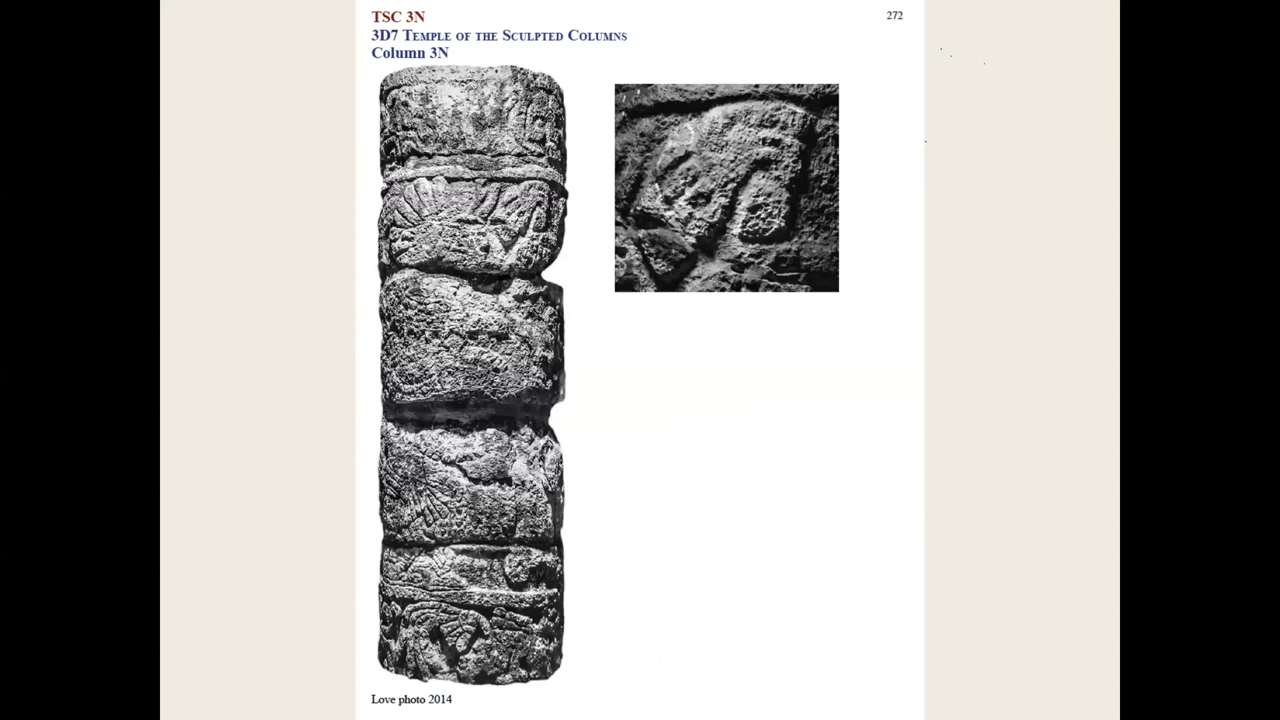 TSC 3N
272
3D7 Temple of the Sculpted Columns
Column 3N
Love photo 2014